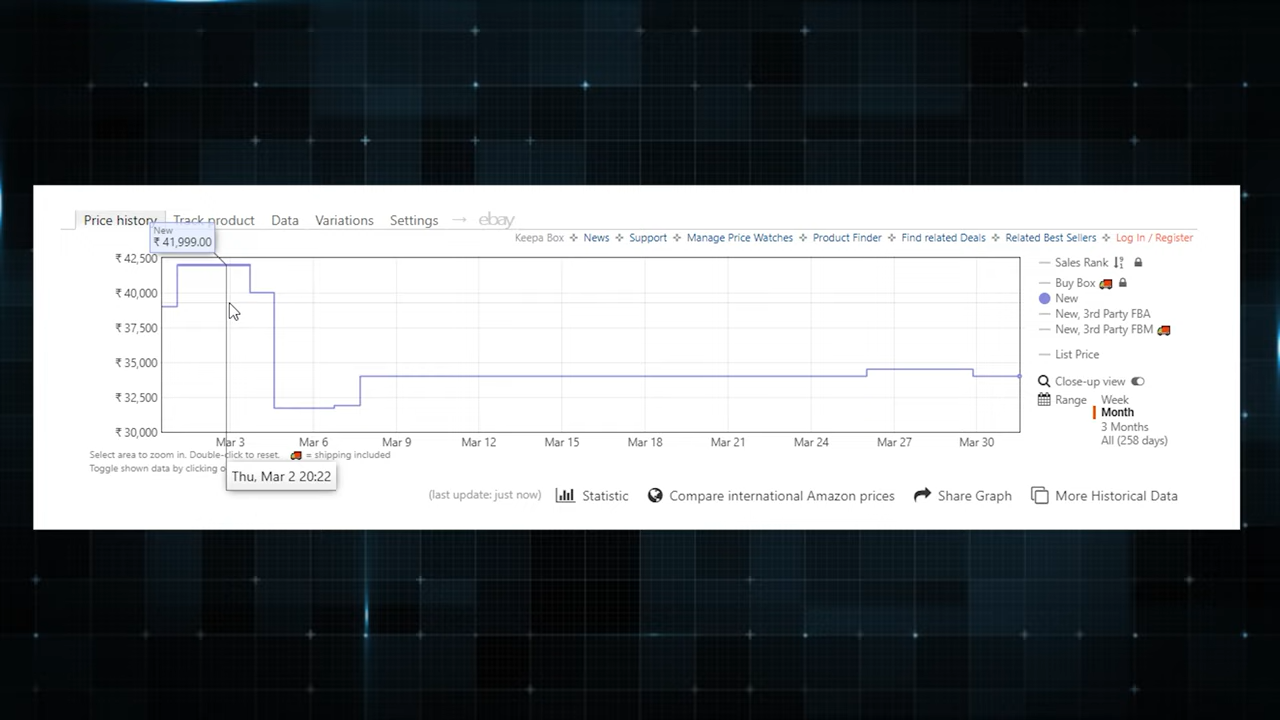 Price history Track product Data Variations Settings → ebay
New
₹ 41,999.00
Keepa Box ✧ News ✧ Support ✧ Manage Price Watches ✧ Product Finder ✧ Find related Deals ✧ Related Best Sellers ✧ Log In / Register
₹ 42,500
₹ 40,000
₹ 37,500
₹ 35,000
₹ 32,500
₹ 30,000
Mar 3 Mar 6 Mar 9 Mar 12 Mar 15 Mar 18 Mar 21 Mar 24 Mar 27 Mar 30
Sales Rank
Buy Box
New
New, 3rd Party FBA
New, 3rd Party FBM
List Price
Close-up view
Range Week
Month
3 Months
All (258 days)
Select area to zoom in. Double-click to reset. = shipping included
Toggle shown data by clicking o
Thu, Mar 2 20:22
(last update: just now) Statistic Compare international Amazon prices Share Graph More Historical Data